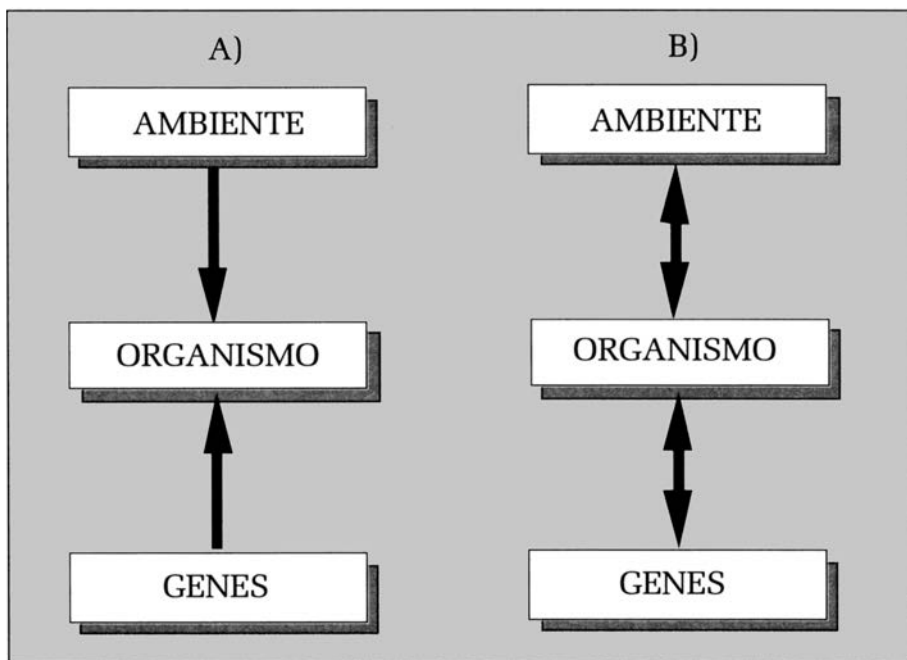 A)
AMBIENTE
ORGANISMO
GENES
B)
AMBIENTE
ORGANISMO
GENES